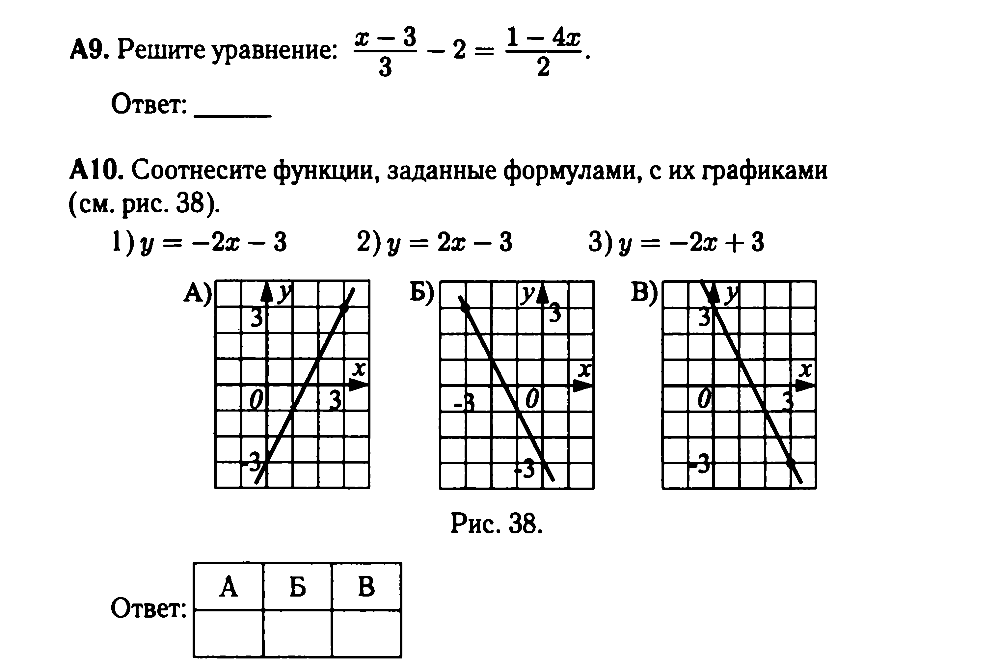 А9. Решите уравнение: (x − 3)/3 − 2 = (1 − 4x)/2.
Ответ: ______
А10. Соотнесите функции, заданные формулами, с их графиками
(см. рис. 38).
1) y = −2x − 3 2) y = 2x − 3 3) y = −2x + 3
А) y 3 x 0 3 -3
Б) y 3 x -3 0 -3
В) y 3 x 0 3 -3
Рис. 38.
А Б В
Ответ: